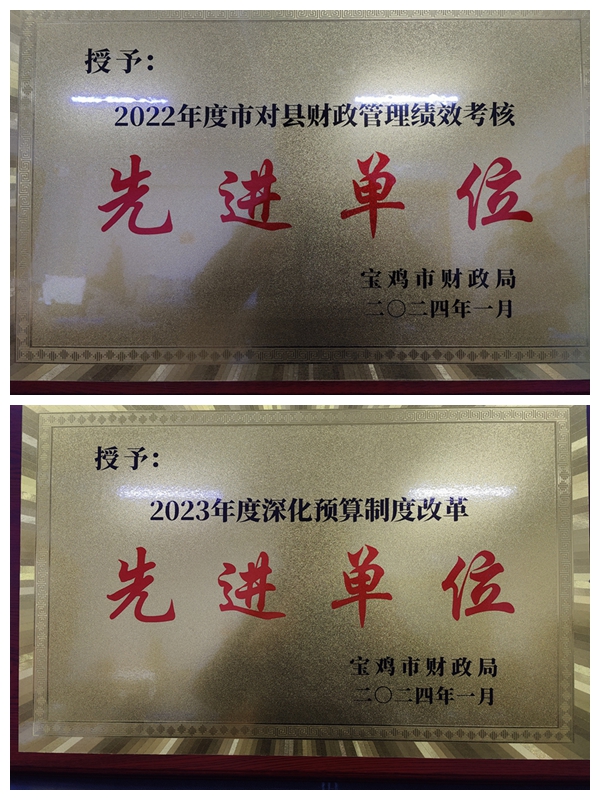 授予：
2022年度市对县财政管理绩效考核
先进单位
宝鸡市财政局
二〇二四年一月
授予：
2023年度深化预算制度改革
先进单位
宝鸡市财政局
二〇二四年一月